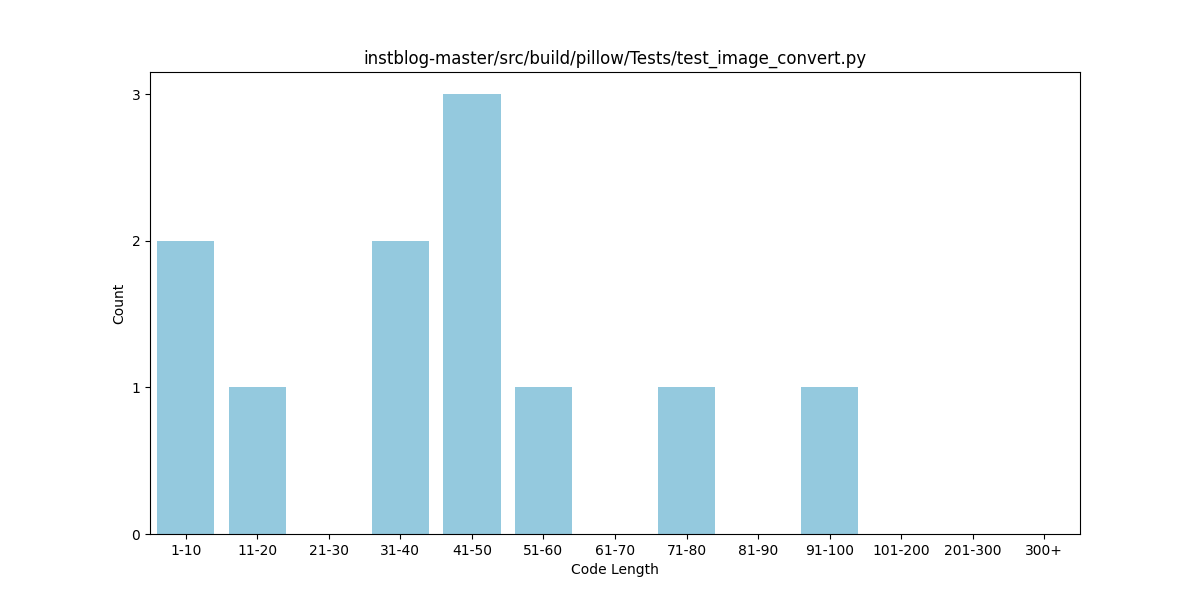 instblog-master/src/build/pillow/Tests/test_image_convert.py
3
2
1
0
Count
1-10 11-20 21-30 31-40 41-50 51-60 61-70 71-80 81-90 91-100 101-200 201-300 300+
Code Length